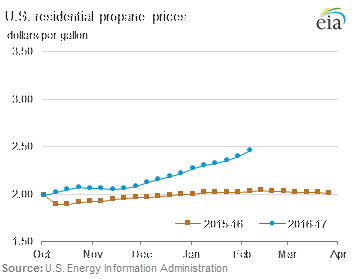 U.S. residential propane prices
dollars per gallon
eia
3.50
3.00
2.50
2.00
1.50
Oct Nov Dec Jan Feb Mar Apr
2015-16 2016-17
Source: U.S. Energy Information Administration